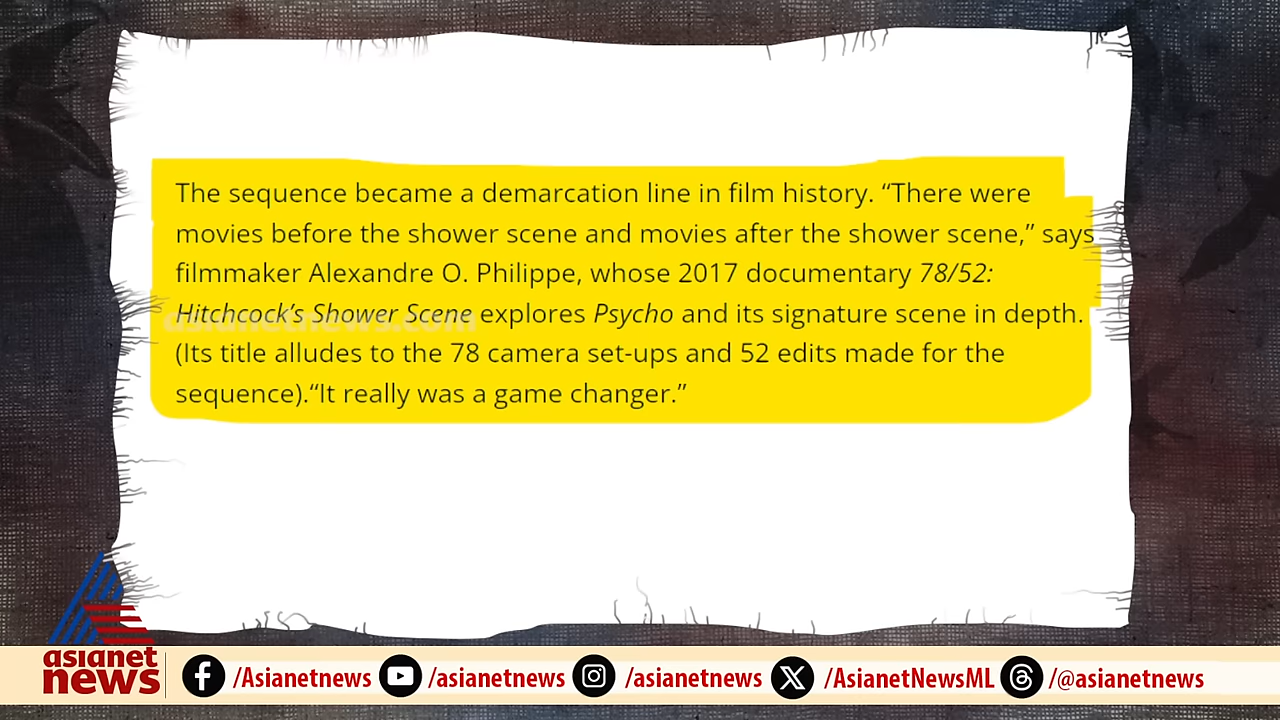 The sequence became a demarcation line in film history. “There were
movies before the shower scene and movies after the shower scene,” says
filmmaker Alexandre O. Philippe, whose 2017 documentary 78/52:
Hitchcock’s Shower Scene explores Psycho and its signature scene in depth.
asianetnews.com
(Its title alludes to the 78 camera set-ups and 52 edits made for the
sequence).“It really was a game changer.”
asianet
news
/Asianetnews
/asianetnews
/asianetnews
/AsianetNewsML
/@asianetnews